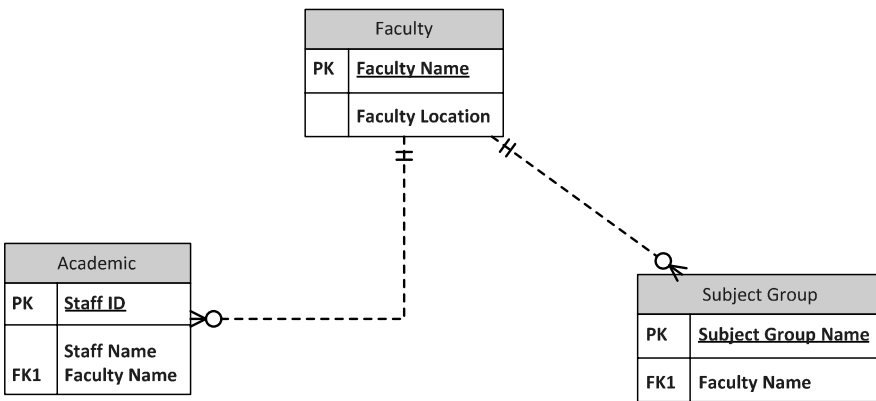 Faculty
PK Faculty Name
Faculty Location
Academic
PK Staff ID
Staff Name
FK1 Faculty Name
Subject Group
PK Subject Group Name
FK1 Faculty Name